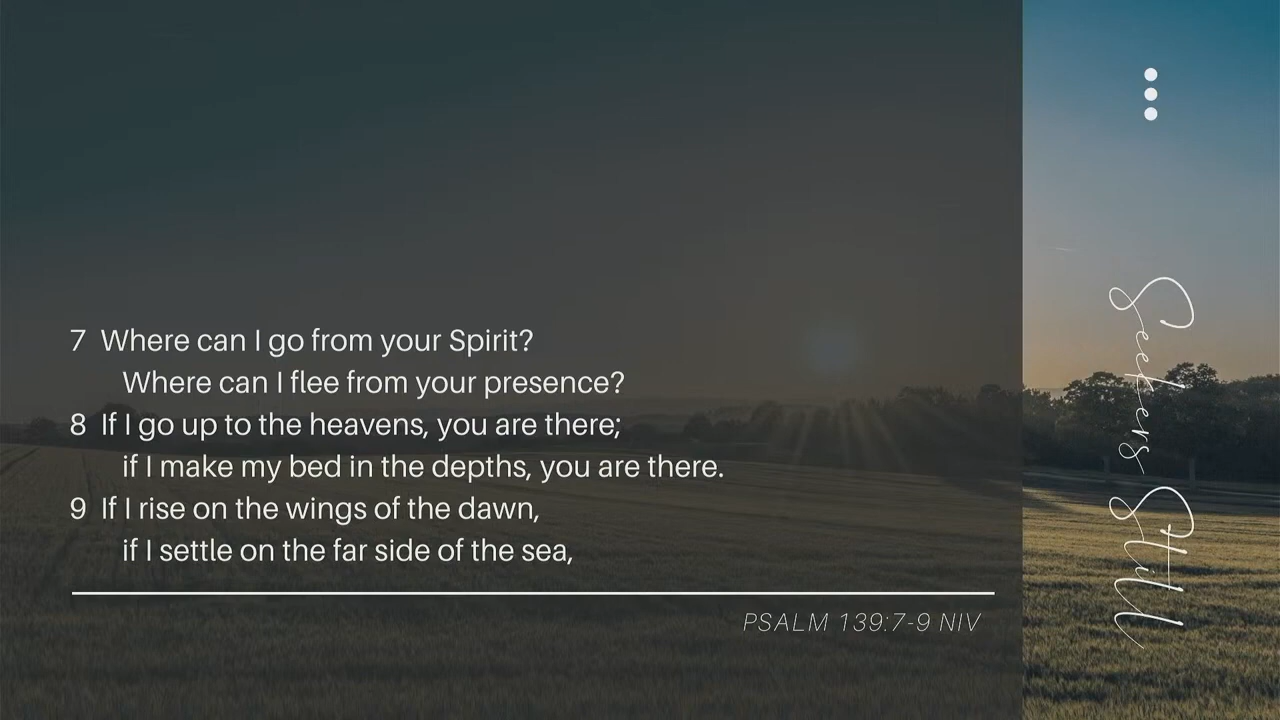 7 Where can I go from your Spirit?
Where can I flee from your presence?
8 If I go up to the heavens, you are there;
if I make my bed in the depths, you are there.
9 If I rise on the wings of the dawn,
if I settle on the far side of the sea,
PSALM 139:7-9 NIV
Seekers Still